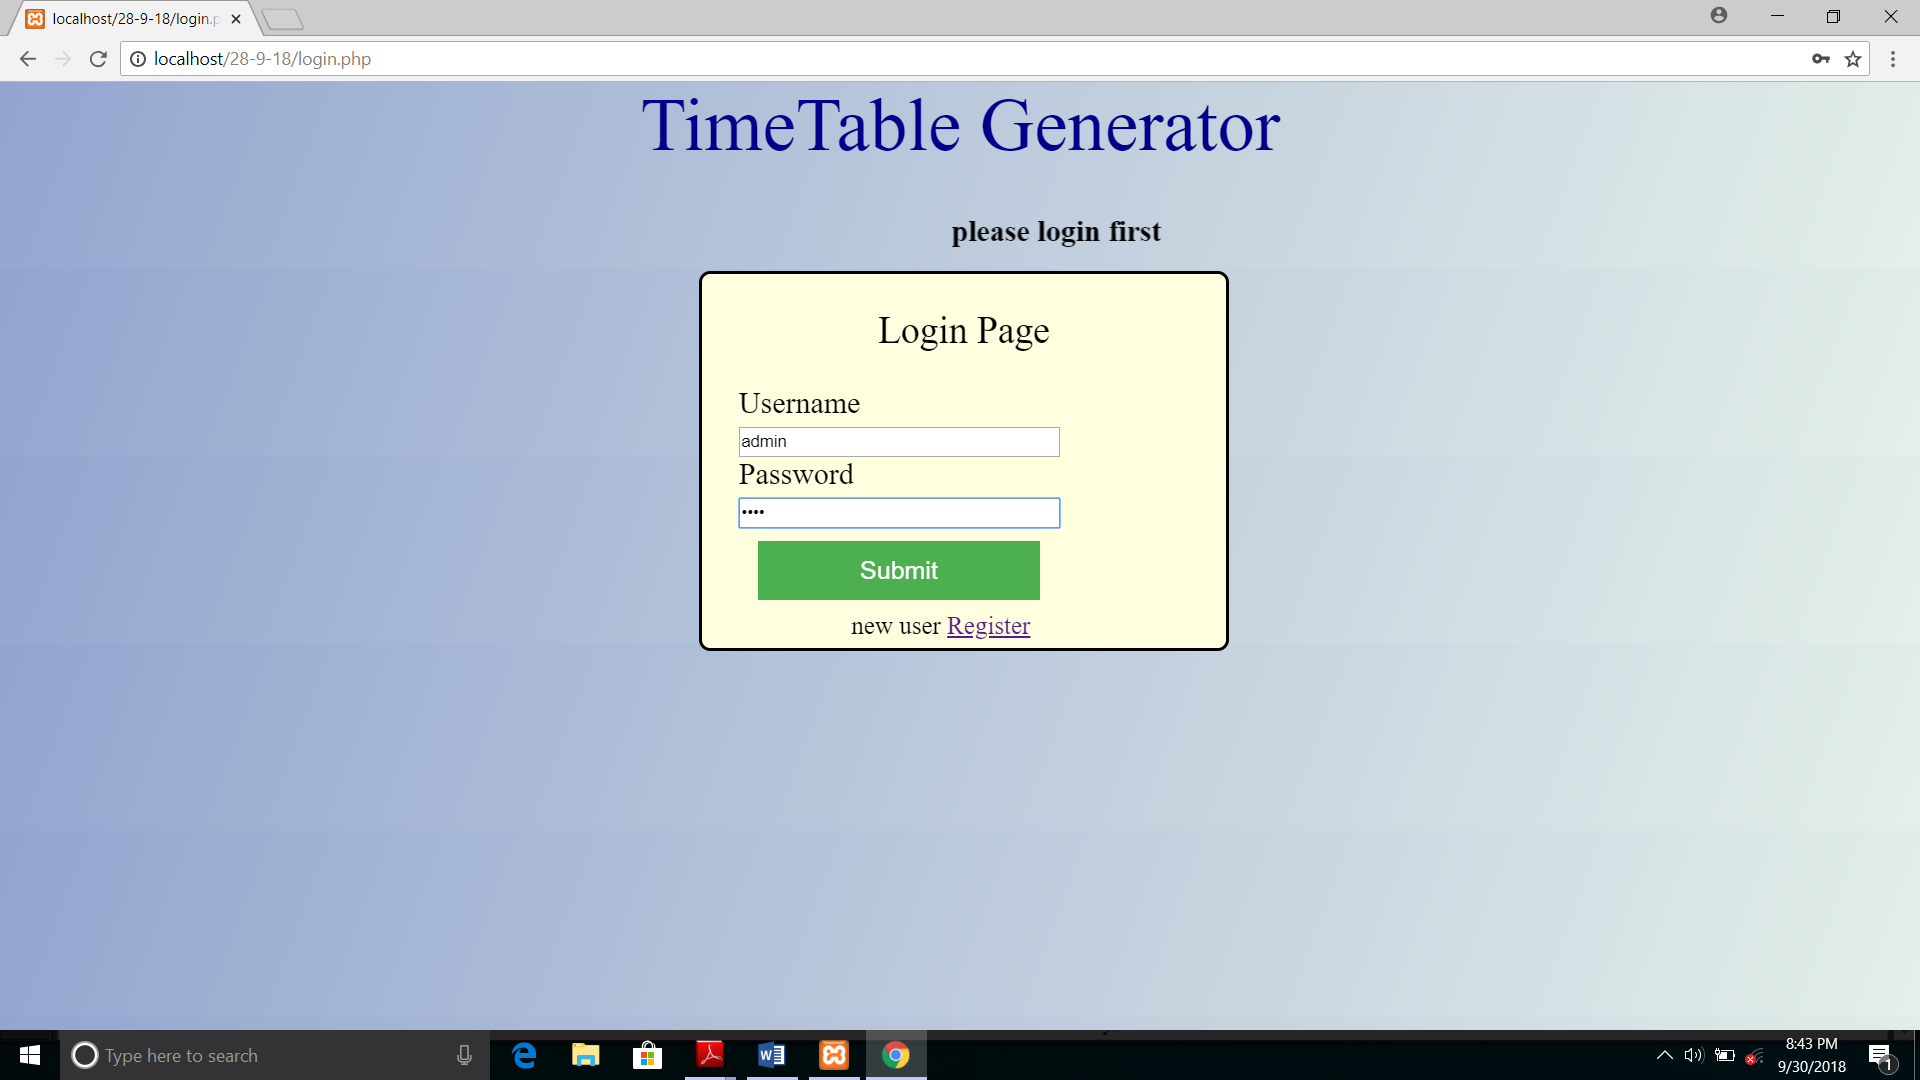 localhost/28-9-18/login.p
localhost/28-9-18/login.php
TimeTable Generator
please login first
Login Page
Username
admin
Password
••••
Submit
new user Register
Type here to search
8:43 PM
9/30/2018
1